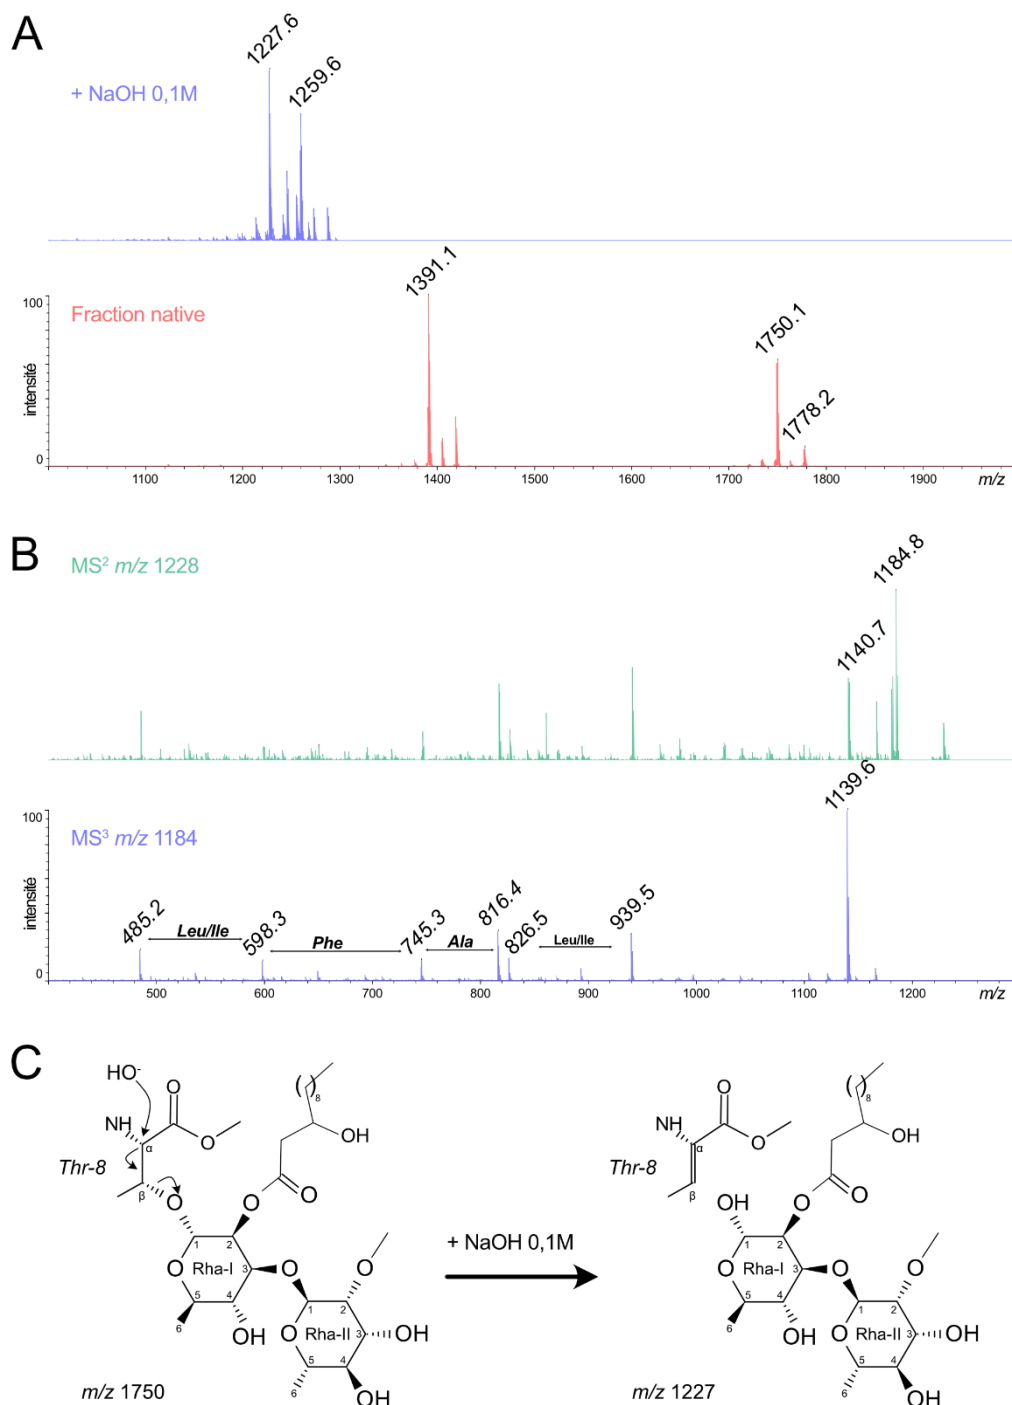 A
+ NaOH 0,1M
1227.6
1259.6
Fraction native
1391.1
1750.1
1778.2
100
intensité
0
1100 1200 1300 1400 1500 1600 1700 1800 1900 m/z
B
MS² m/z 1228
1184.8
1140.7
MS³ m/z 1184
1139.6
100
intensité
0
485.2 Leu/Ile 598.3 Phe 745.3 Ala 816.4 826.5 Leu/Ile 939.5
500 600 700 800 900 1000 1100 1200 m/z
C
HO⁻ O ( )₈
NH α O OH
Thr-8 β
O O O
1 2 3 O O
O Rha-I
5 4 1 2
6 OH O Rha-II 3 OH
5 4
6 OH
m/z 1750
+ NaOH 0,1M
O ( )₈
NH α O OH
Thr-8 β
OH O O
1 2 3 O O
O Rha-I
5 4 1 2
6 OH O Rha-II 3 OH
5 4
6 OH
m/z 1227